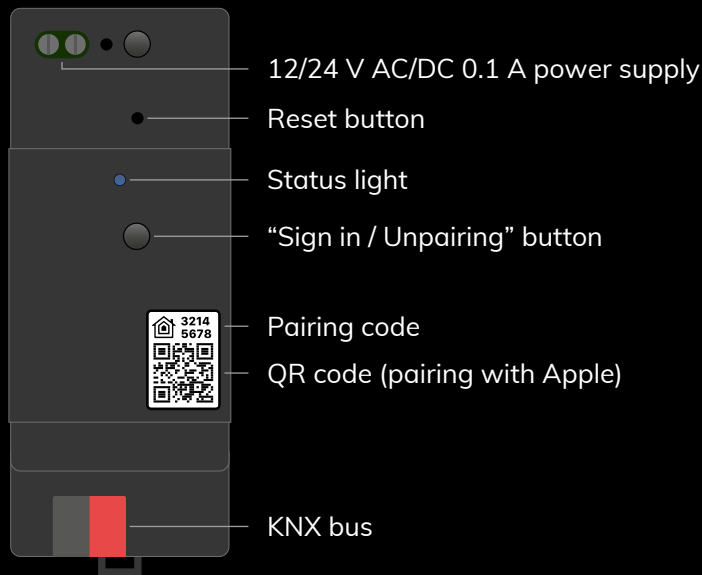 12/24 V AC/DC 0.1 A power supply
Reset button
Status light
“Sign in / Unpairing” button
3214
5678
Pairing code
QR code (pairing with Apple)
KNX bus